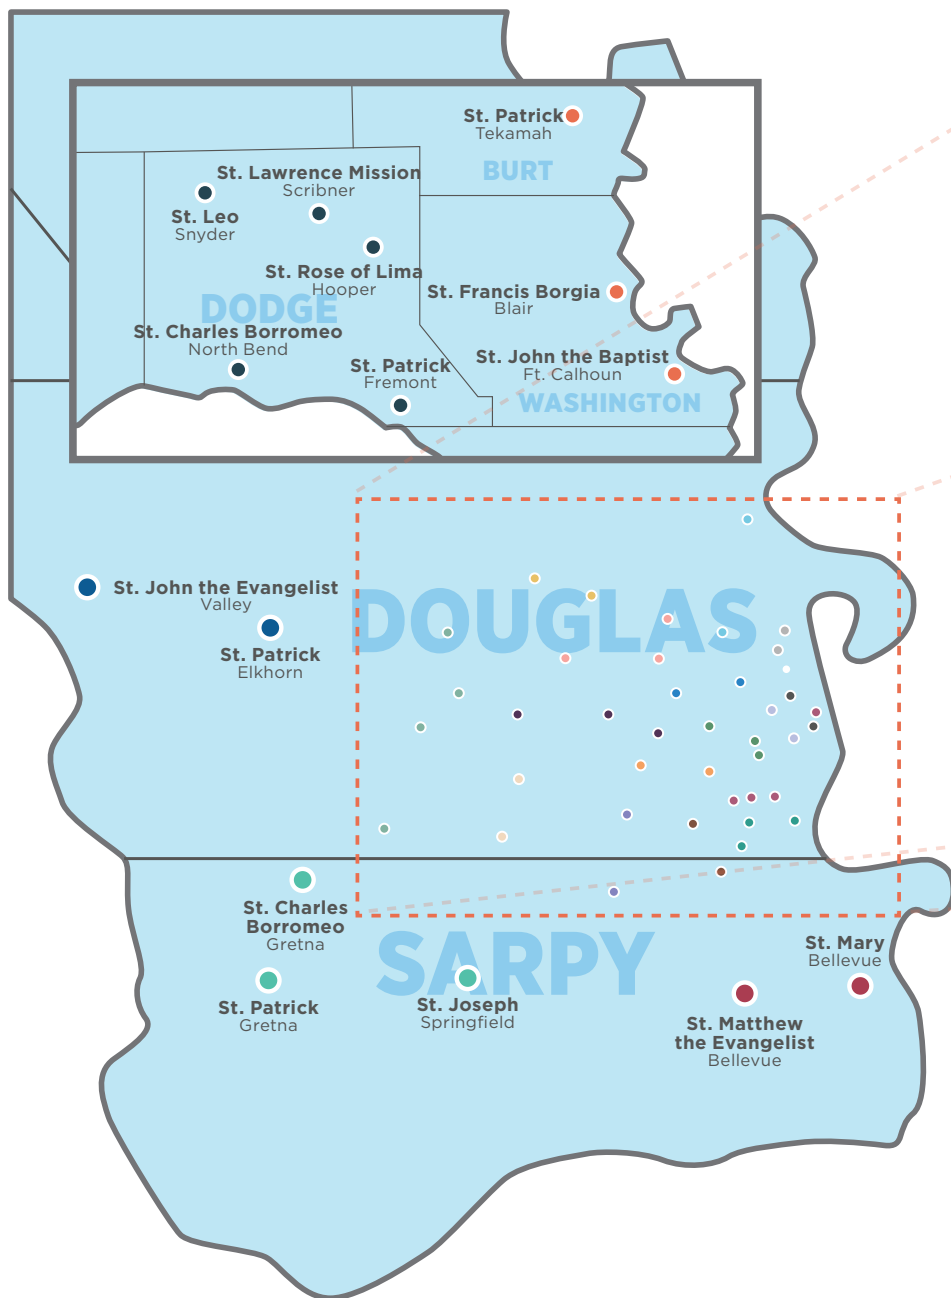 St. Patrick
Tekamah
BURT
St. Lawrence Mission
Scribner
St. Leo
Snyder
St. Rose of Lima
Hooper
DODGE
St. Francis Borgia
Blair
St. Charles Borromeo
North Bend
St. Patrick
Fremont
St. John the Baptist
Ft. Calhoun
WASHINGTON
St. John the Evangelist
Valley
DOUGLAS
St. Patrick
Elkhorn
St. Charles
Borromeo
Gretna
SARPY
St. Patrick
Gretna
St. Joseph
Springfield
St. Mary
Bellevue
St. Matthew
the Evangelist
Bellevue